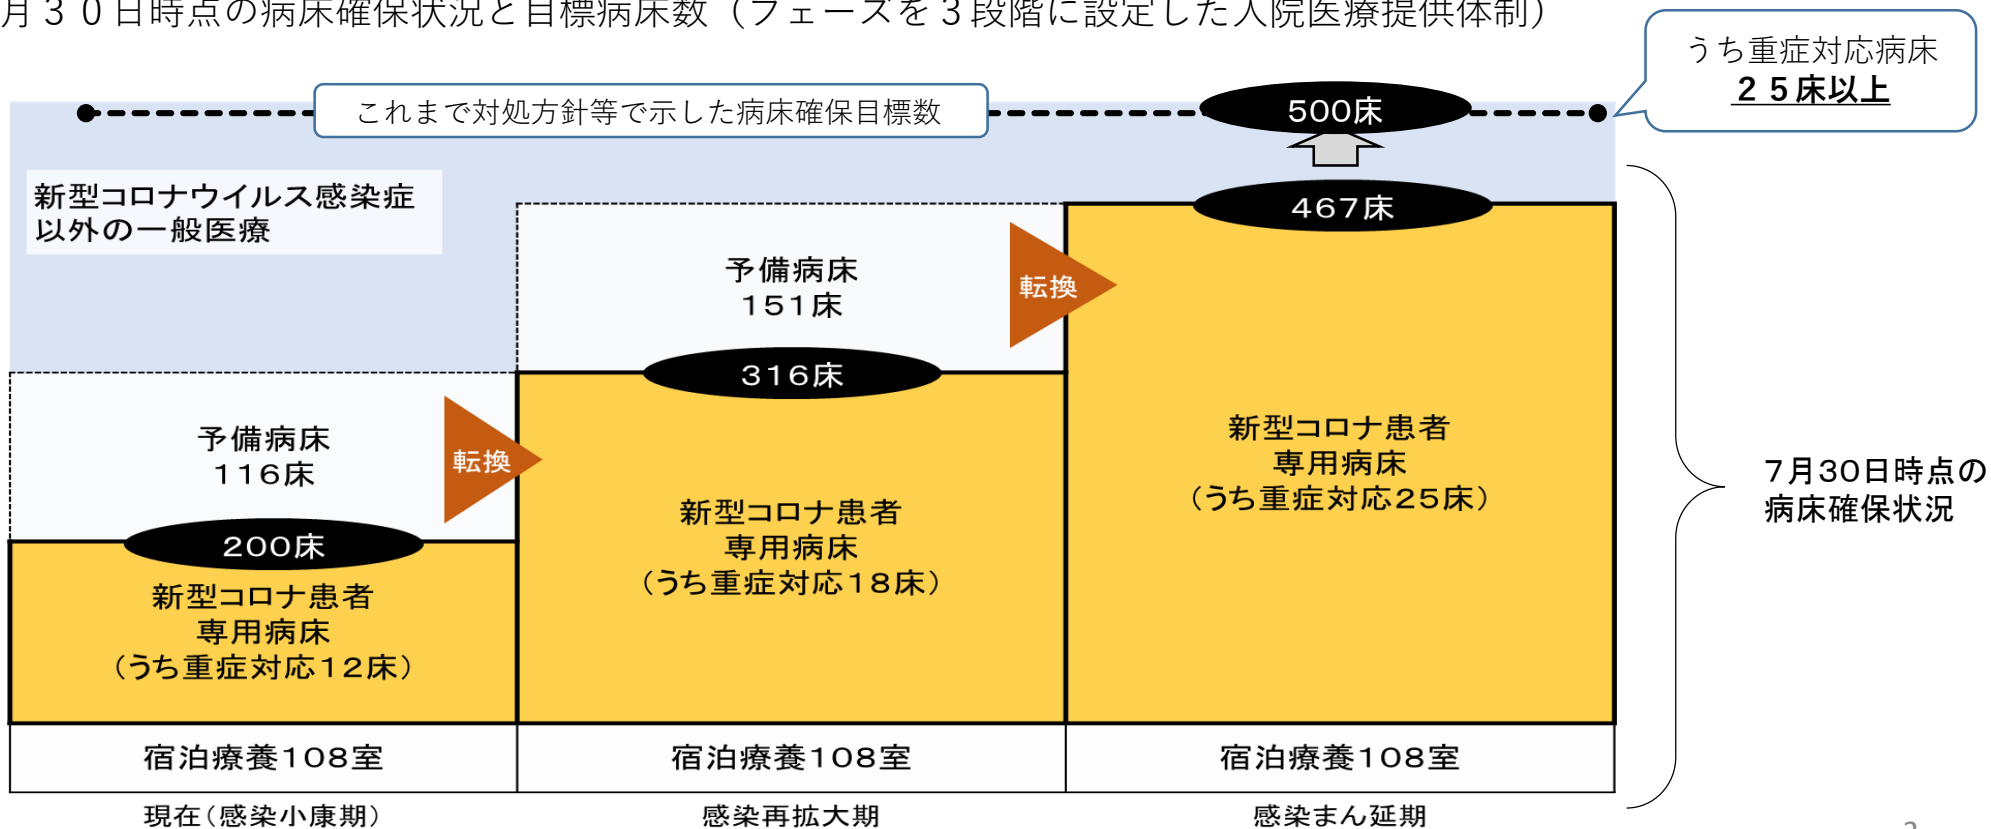 月３０日時点の病床確保状況と目標病床数（フェーズを３段階に設定した入院医療提供体制）
うち重症対応病床
２５床以上
これまで対処方針等で示した病床確保目標数
500床
新型コロナウイルス感染症
以外の一般医療
467床
予備病床
151床
転換
316床
予備病床
116床
転換
新型コロナ患者
専用病床
（うち重症対応25床）
7月30日時点の
病床確保状況
新型コロナ患者
専用病床
（うち重症対応18床）
200床
新型コロナ患者
専用病床
（うち重症対応12床）
宿泊療養108室
宿泊療養108室
宿泊療養108室
現在（感染小康期）
感染再拡大期
感染まん延期